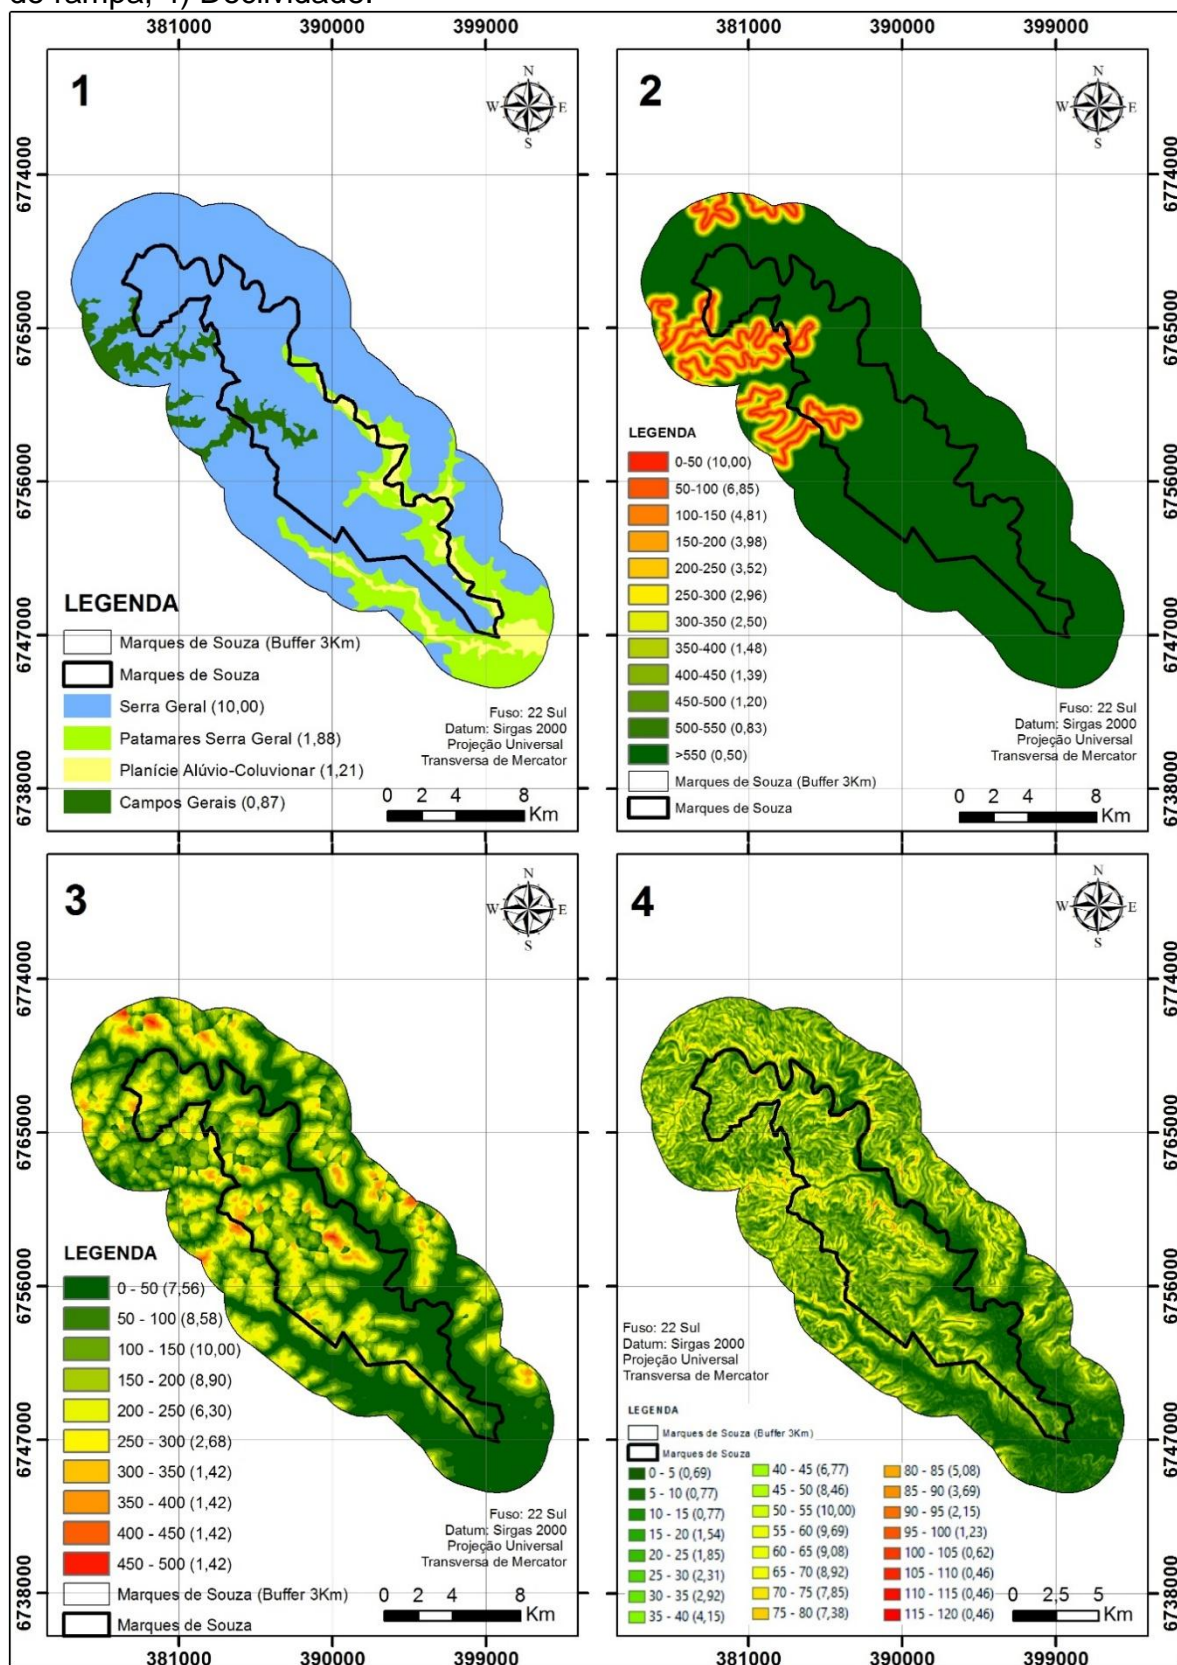 de rampa; 4) Declividade.
381000 390000 399000
381000 390000 399000
1
N
W E
S
6774000
6765000
6756000
6747000
6738000
LEGENDA
Marques de Souza (Buffer 3Km)
Marques de Souza
Serra Geral (10,00)
Patamares Serra Geral (1,88)
Planície Alúvio-Coluvionar (1,21)
Campos Gerais (0,87)
Fuso: 22 Sul
Datum: Sirgas 2000
Projeção Universal
Transversa de Mercator
0 2 4 8
Km
2
N
W E
S
6774000
6765000
6756000
6747000
6738000
LEGENDA
0-50 (10,00)
50-100 (6,85)
100-150 (4,81)
150-200 (3,98)
200-250 (3,52)
250-300 (2,96)
300-350 (2,50)
350-400 (1,48)
400-450 (1,39)
450-500 (1,20)
500-550 (0,83)
>550 (0,50)
Marques de Souza (Buffer 3Km)
Marques de Souza
Fuso: 22 Sul
Datum: Sirgas 2000
Projeção Universal
Transversa de Mercator
0 2 4 8
Km
3
N
W E
S
6774000
6765000
6756000
6747000
6738000
LEGENDA
0 - 50 (7,56)
50 - 100 (8,58)
100 - 150 (10,00)
150 - 200 (8,90)
200 - 250 (6,30)
250 - 300 (2,68)
300 - 350 (1,42)
350 - 400 (1,42)
400 - 450 (1,42)
450 - 500 (1,42)
Marques de Souza (Buffer 3Km)
Marques de Souza
Fuso: 22 Sul
Datum: Sirgas 2000
Projeção Universal
Transversa de Mercator
0 2 4 8
Km
4
N
W E
S
6774000
6765000
6756000
6747000
6738000
Fuso: 22 Sul
Datum: Sirgas 2000
Projeção Universal
Transversa de Mercator
LEGENDA
Marques de Souza (Buffer 3Km)
Marques de Souza
0 - 5 (0,69)
5 - 10 (0,77)
10 - 15 (0,77)
15 - 20 (1,54)
20 - 25 (1,85)
25 - 30 (2,31)
30 - 35 (2,92)
35 - 40 (4,15)
40 - 45 (6,77)
45 - 50 (8,46)
50 - 55 (10,00)
55 - 60 (9,69)
60 - 65 (9,08)
65 - 70 (8,92)
70 - 75 (7,85)
75 - 80 (7,38)
80 - 85 (5,08)
85 - 90 (3,69)
90 - 95 (2,15)
95 - 100 (1,23)
100 - 105 (0,62)
105 - 110 (0,46)
110 - 115 (0,46)
115 - 120 (0,46)
0 2,5 5
Km
381000 390000 399000
381000 390000 399000